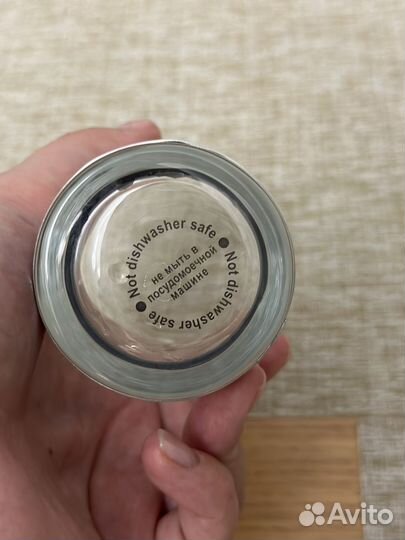 Not dishwasher safe ●
Not dishwasher safe ●
не мыть в
посудомоечной
машине
Avito